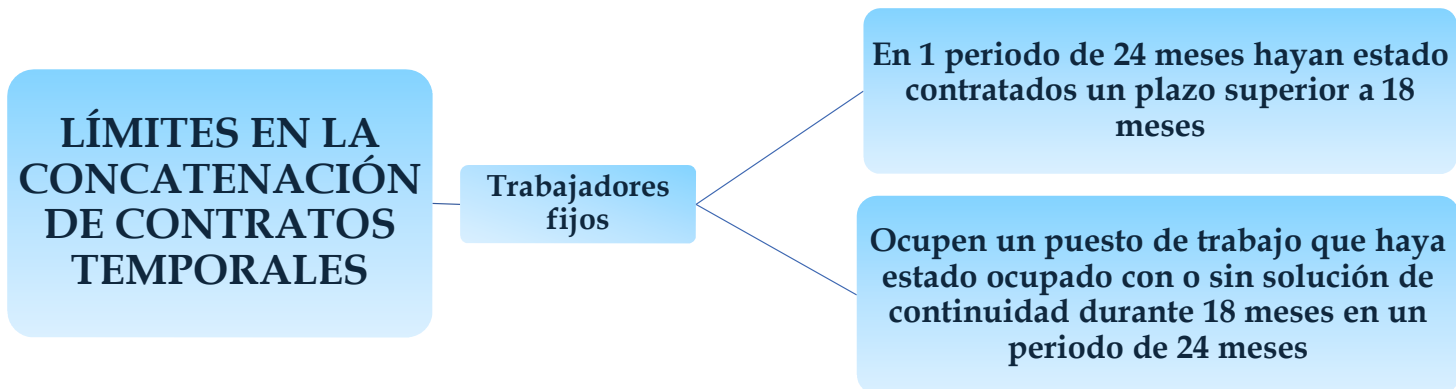 LÍMITES EN LA
CONCATENACIÓN
DE CONTRATOS
TEMPORALES
Trabajadores
fijos
En 1 periodo de 24 meses hayan estado
contratados un plazo superior a 18
meses
Ocupen un puesto de trabajo que haya
estado ocupado con o sin solución de
continuidad durante 18 meses en un
periodo de 24 meses